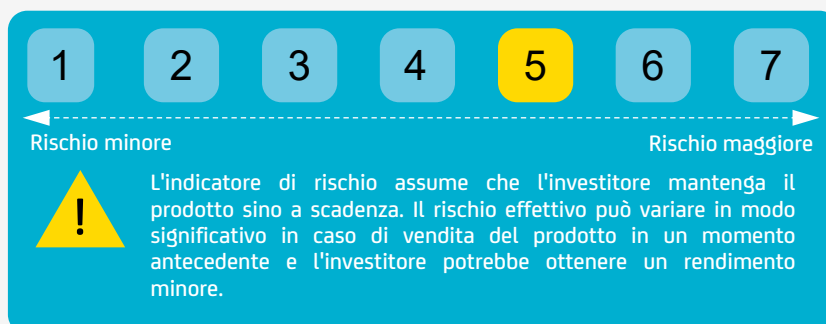 1 2 3 4 5 6 7
Rischio minore Rischio maggiore
!
L'indicatore di rischio assume che l'investitore mantenga il
prodotto sino a scadenza. Il rischio effettivo può variare in modo
significativo in caso di vendita del prodotto in un momento
antecedente e l'investitore potrebbe ottenere un rendimento
minore.